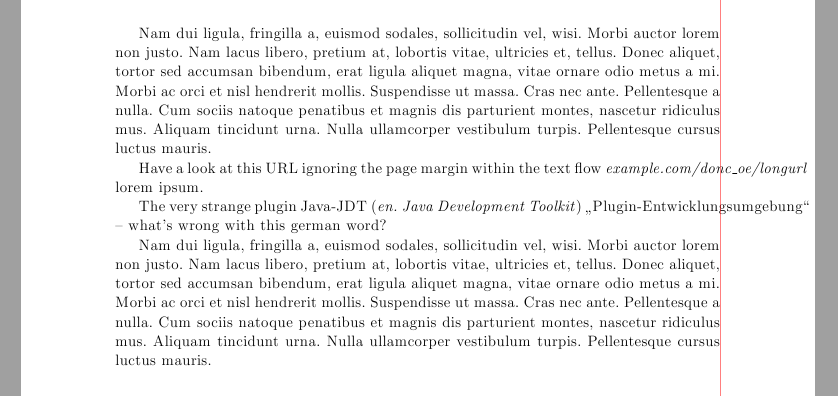 Nam dui ligula, fringilla a, euismod sodales, sollicitudin vel, wisi. Morbi auctor lorem
non justo. Nam lacus libero, pretium at, lobortis vitae, ultricies et, tellus. Donec aliquet,
tortor sed accumsan bibendum, erat ligula aliquet magna, vitae ornare odio metus a mi.
Morbi ac orci et nisl hendrerit mollis. Suspendisse ut massa. Cras nec ante. Pellentesque a
nulla. Cum sociis natoque penatibus et magnis dis parturient montes, nascetur ridiculus
mus. Aliquam tincidunt urna. Nulla ullamcorper vestibulum turpis. Pellentesque cursus
luctus mauris.
Have a look at this URL ignoring the page margin within the text flow example.com/donc_oe/longurl
lorem ipsum.
The very strange plugin Java-JDT (en. Java Development Toolkit) „Plugin-Entwicklungsumgebung“
– what's wrong with this german word?
Nam dui ligula, fringilla a, euismod sodales, sollicitudin vel, wisi. Morbi auctor lorem
non justo. Nam lacus libero, pretium at, lobortis vitae, ultricies et, tellus. Donec aliquet,
tortor sed accumsan bibendum, erat ligula aliquet magna, vitae ornare odio metus a mi.
Morbi ac orci et nisl hendrerit mollis. Suspendisse ut massa. Cras nec ante. Pellentesque a
nulla. Cum sociis natoque penatibus et magnis dis parturient montes, nascetur ridiculus
mus. Aliquam tincidunt urna. Nulla ullamcorper vestibulum turpis. Pellentesque cursus
luctus mauris.